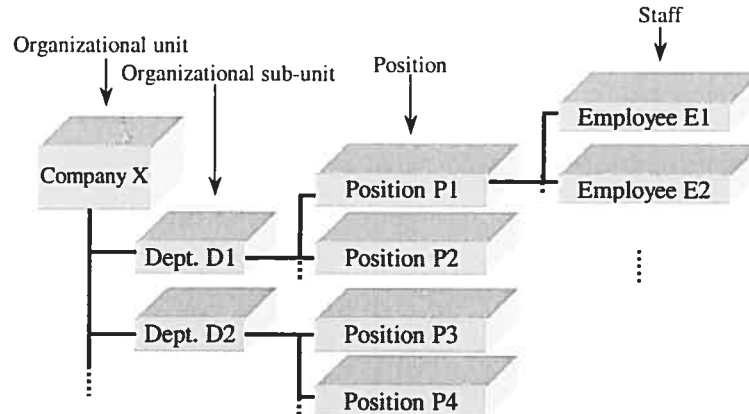 Staff
Organizational unit
Organizational sub-unit
Position
Employee E1
Company X
Position P1
Employee E2
Dept. D1
Position P2
Dept. D2
Position P3
Position P4